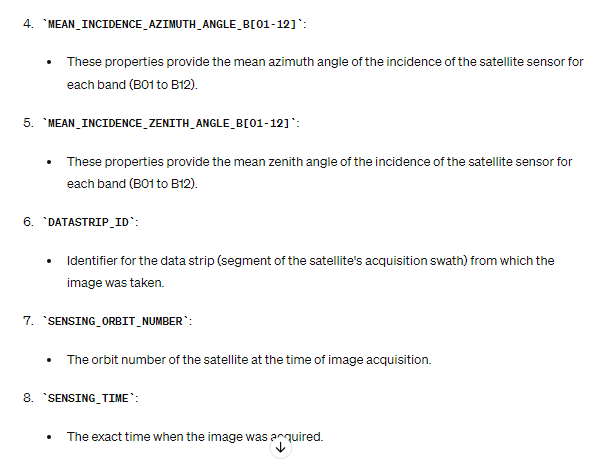 4. `MEAN_INCIDENCE_AZIMUTH_ANGLE_B[01-12]`:
• These properties provide the mean azimuth angle of the incidence of the satellite sensor for
each band (B01 to B12).
5. `MEAN_INCIDENCE_ZENITH_ANGLE_B[01-12]`:
• These properties provide the mean zenith angle of the incidence of the satellite sensor for
each band (B01 to B12).
6. `DATASTRIP_ID`:
• Identifier for the data strip (segment of the satellite's acquisition swath) from which the
image was taken.
7. `SENSING_ORBIT_NUMBER`:
• The orbit number of the satellite at the time of image acquisition.
8. `SENSING_TIME`:
• The exact time when the image was acquired.